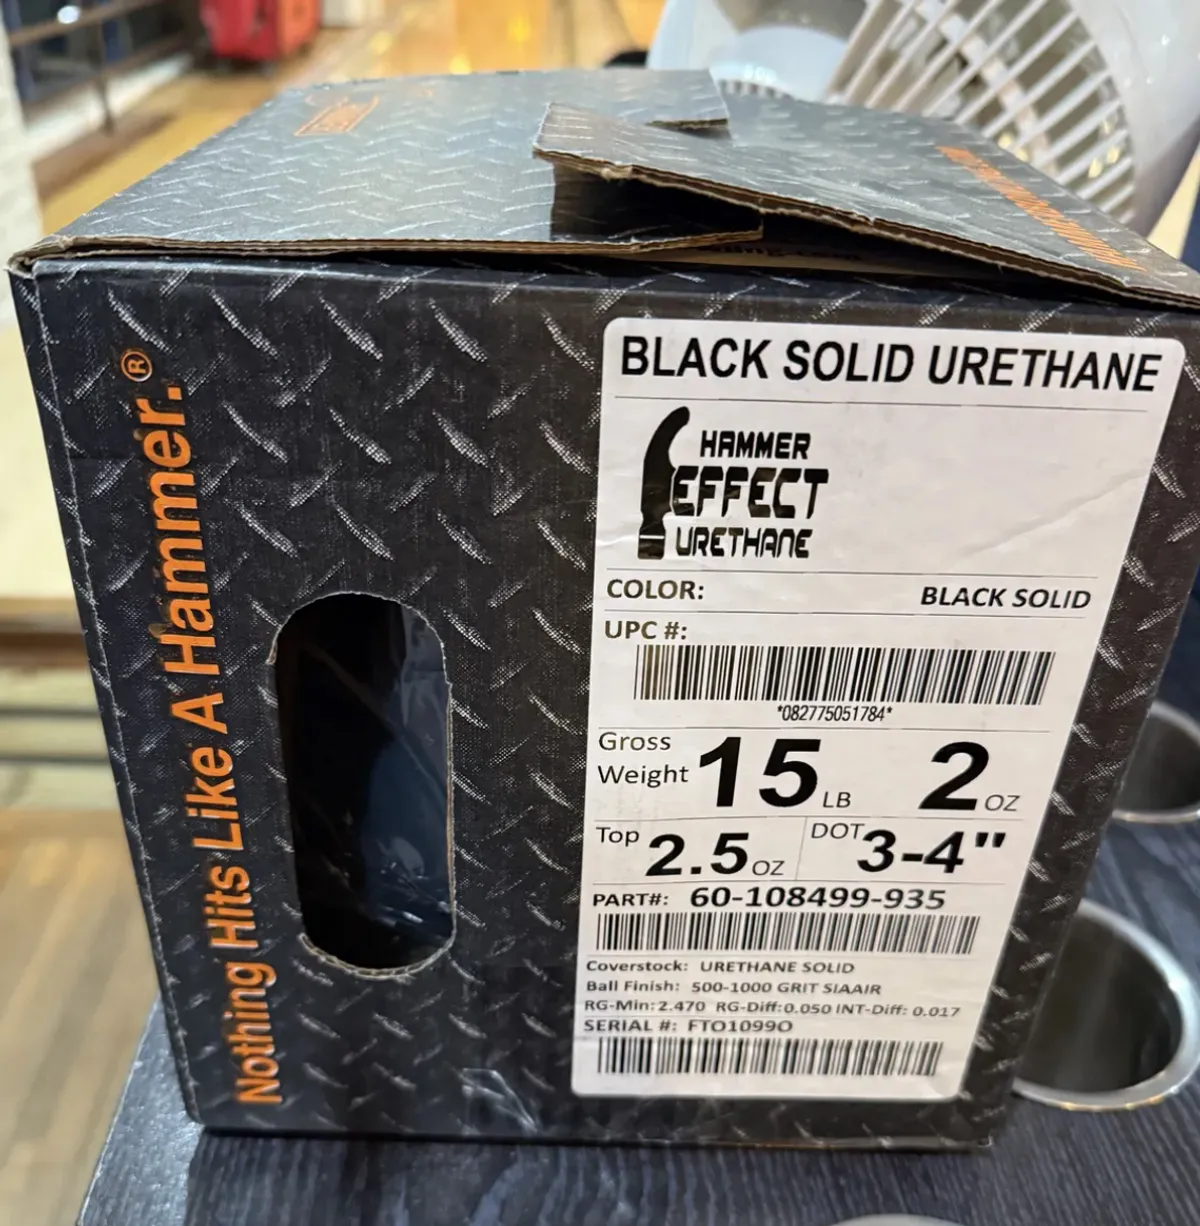 Nothing Hits Like A Hammer.®
BLACK SOLID URETHANE
HAMMER
EFFECT
URETHANE
COLOR: BLACK SOLID
UPC #:
*082775051784*
Gross
Weight 15 LB 2 OZ
Top 2.5 OZ DOT 3-4"
PART#: 60-108499-935
Coverstock: URETHANE SOLID
Ball Finish: 500-1000 GRIT SIAAIR
RG-Min: 2.470 RG-Diff: 0.050 INT-Diff: 0.017
SERIAL #: FTO1099O